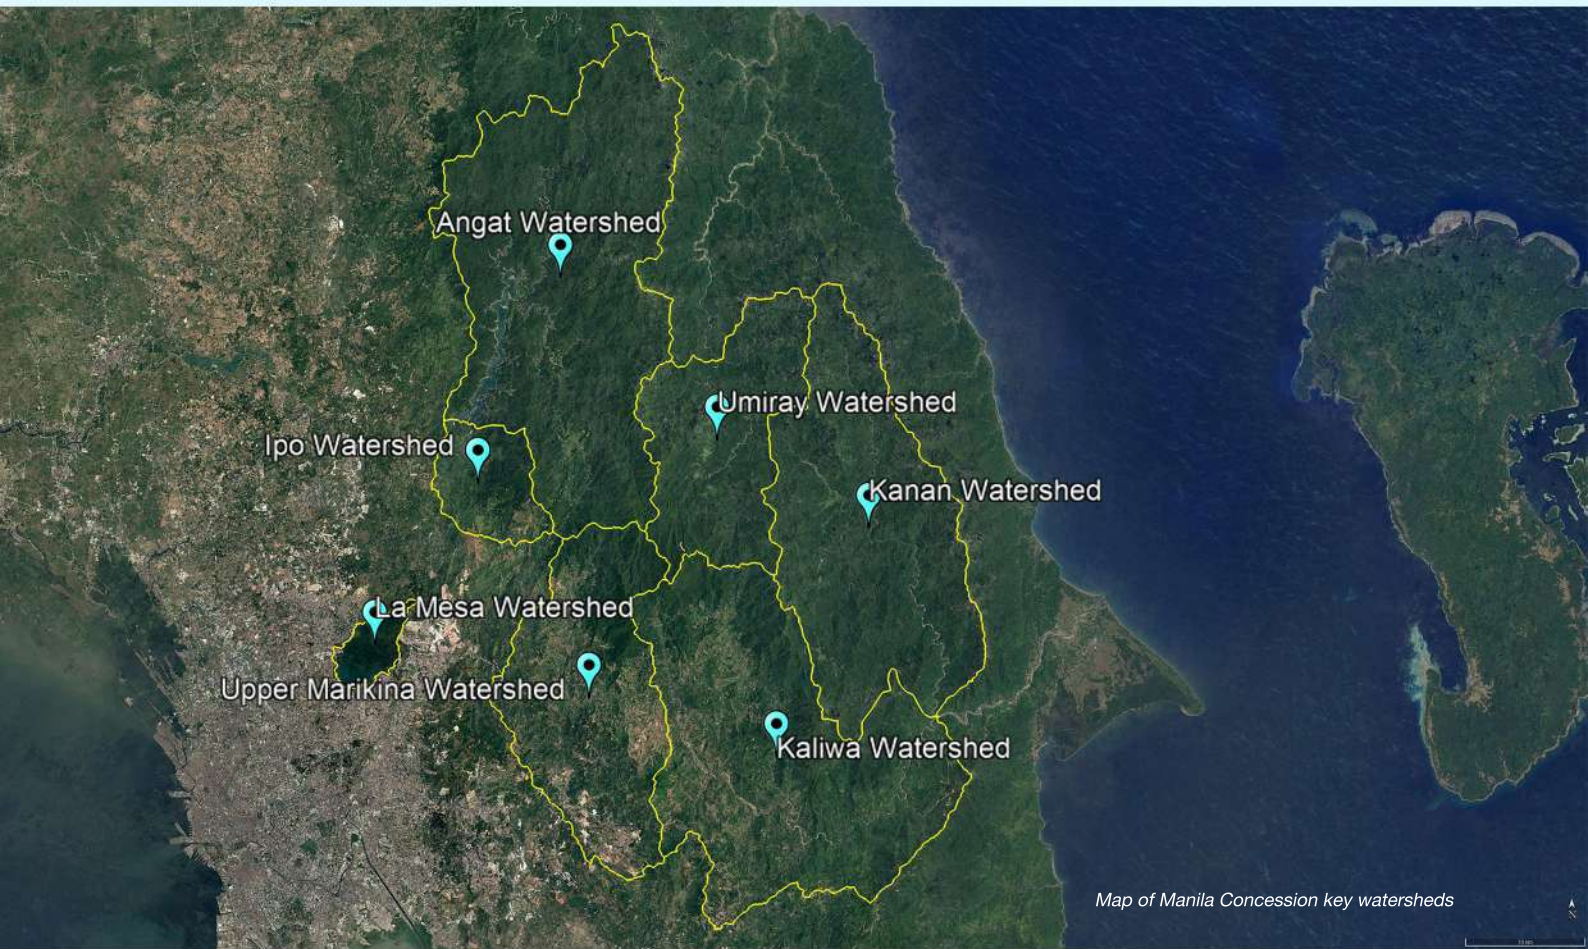 Angat Watershed
Umiray Watershed
Ipo Watershed
Kanan Watershed
La Mesa Watershed
Upper Marikina Watershed
Kaliwa Watershed
Map of Manila Concession key watersheds
N